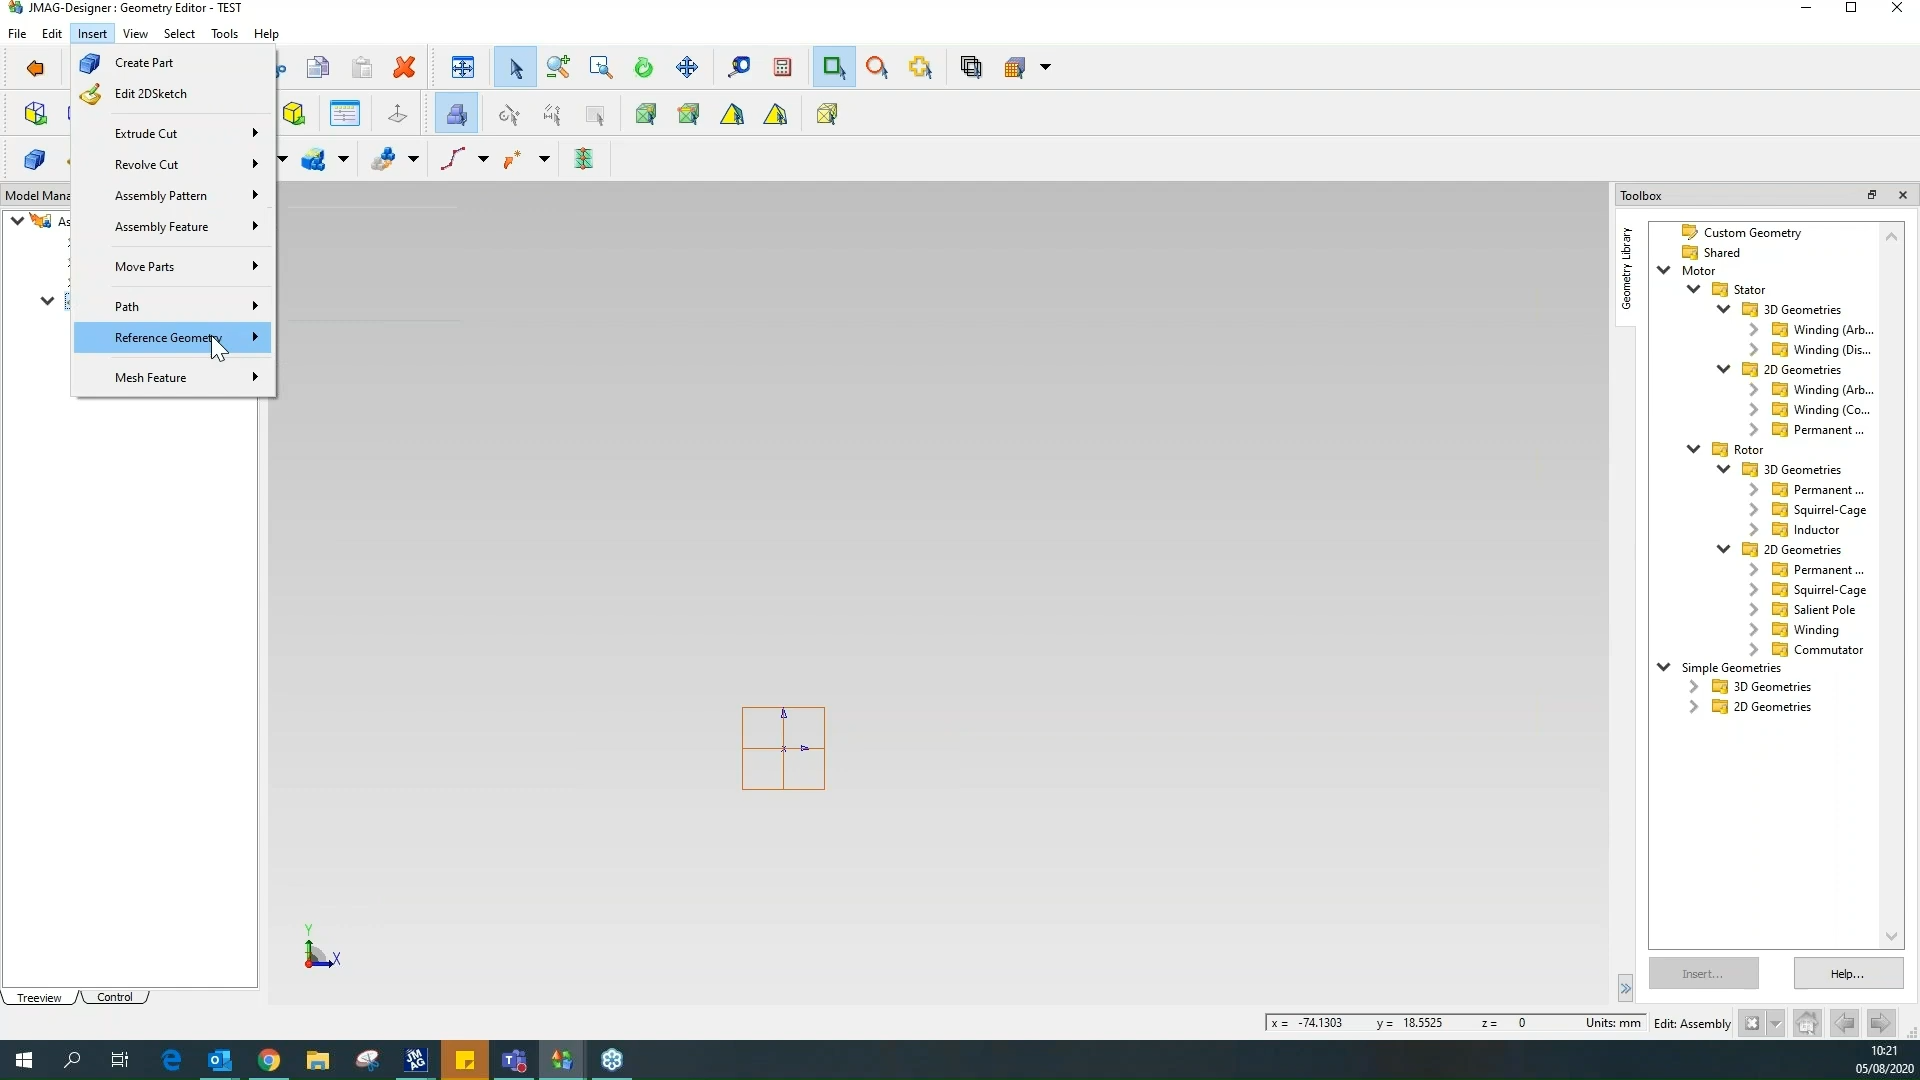 JMAG-Designer : Geometry Editor - TEST
File Edit Insert View Select Tools Help
Create Part
Edit 2DSketch
Extrude Cut
Revolve Cut
Assembly Pattern
Assembly Feature
Move Parts
Path
Reference Geometry
Mesh Feature
Model Mana
As
Treeview
Control
Y
X
Toolbox
Geometry Library
Custom Geometry
Shared
Motor
Stator
3D Geometries
Winding (Arb...
Winding (Dis...
2D Geometries
Winding (Arb...
Winding (Co...
Permanent ...
Rotor
3D Geometries
Permanent ...
Squirrel-Cage
Inductor
2D Geometries
Permanent ...
Squirrel-Cage
Salient Pole
Winding
Commutator
Simple Geometries
3D Geometries
2D Geometries
Insert...
Help...
x = -74.1303 y = 18.5525 z = 0 Units: mm Edit: Assembly
JM
AG
10:21
05/08/2020